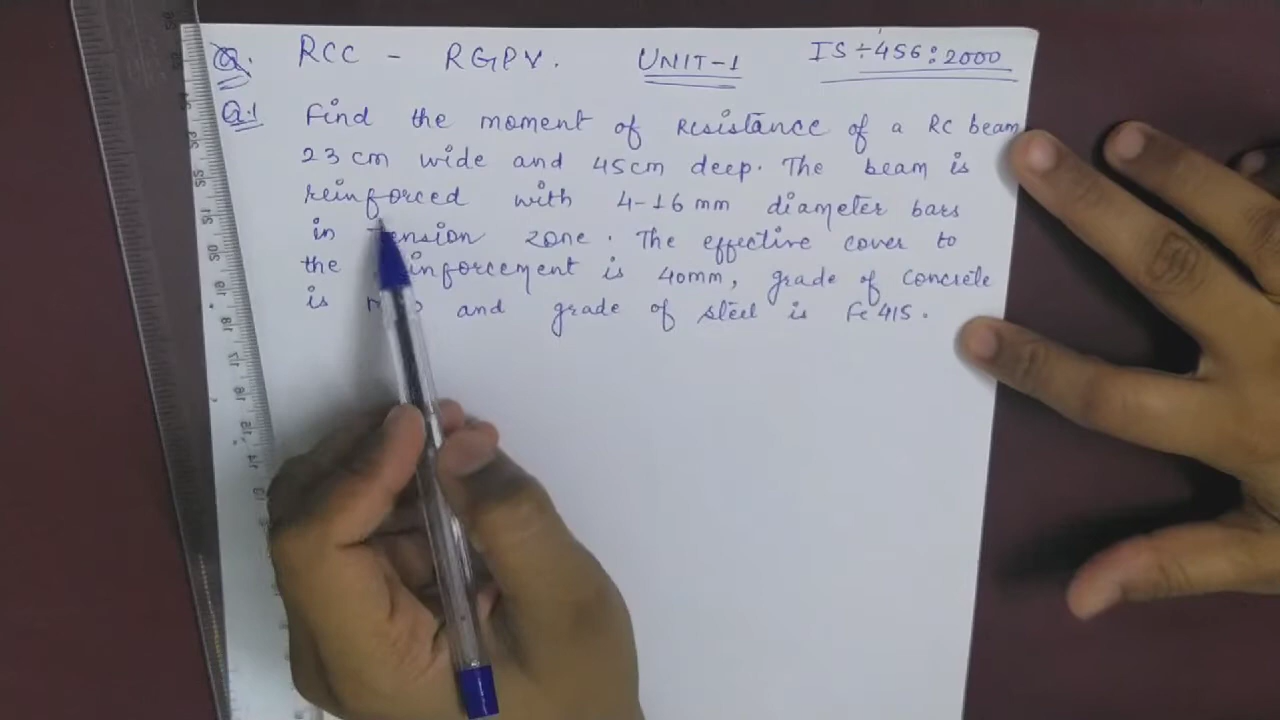 Q. RCC - RGPV. UNIT-1 IS÷456:2000
Q.1 Find the moment of resistance of a RC beam
23 cm wide and 45cm deep. The beam is
reinforced with 4-16 mm diameter bars
in zone. The effective cover to
the is 40mm, grade of concrete
is and grade of steel is Fe 415.